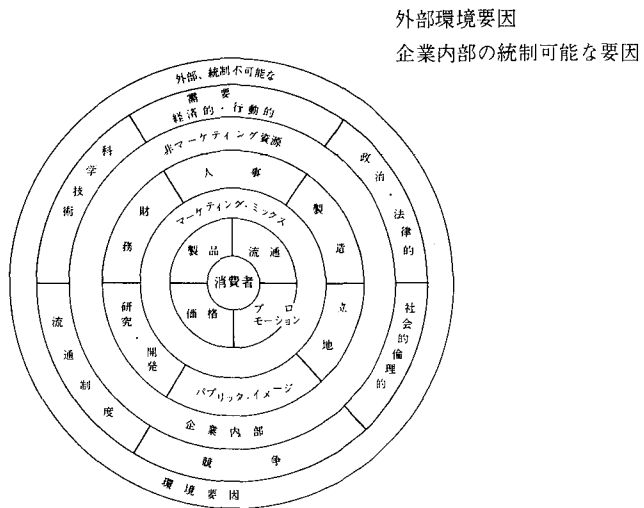 外部環境要因
企業内部の統制可能な要因
外部、統制不可能な
需要
経済的・行動的
政治・法律的
社会的倫理的
競争
流通制度
科学技術
環境要因
非マーケティング資源
人事
製造
立地
パブリック・イメージ
研究・開発
財務
企業内部
マーケティング・ミックス
製品
流通
消費者
価格
プロ
モーション